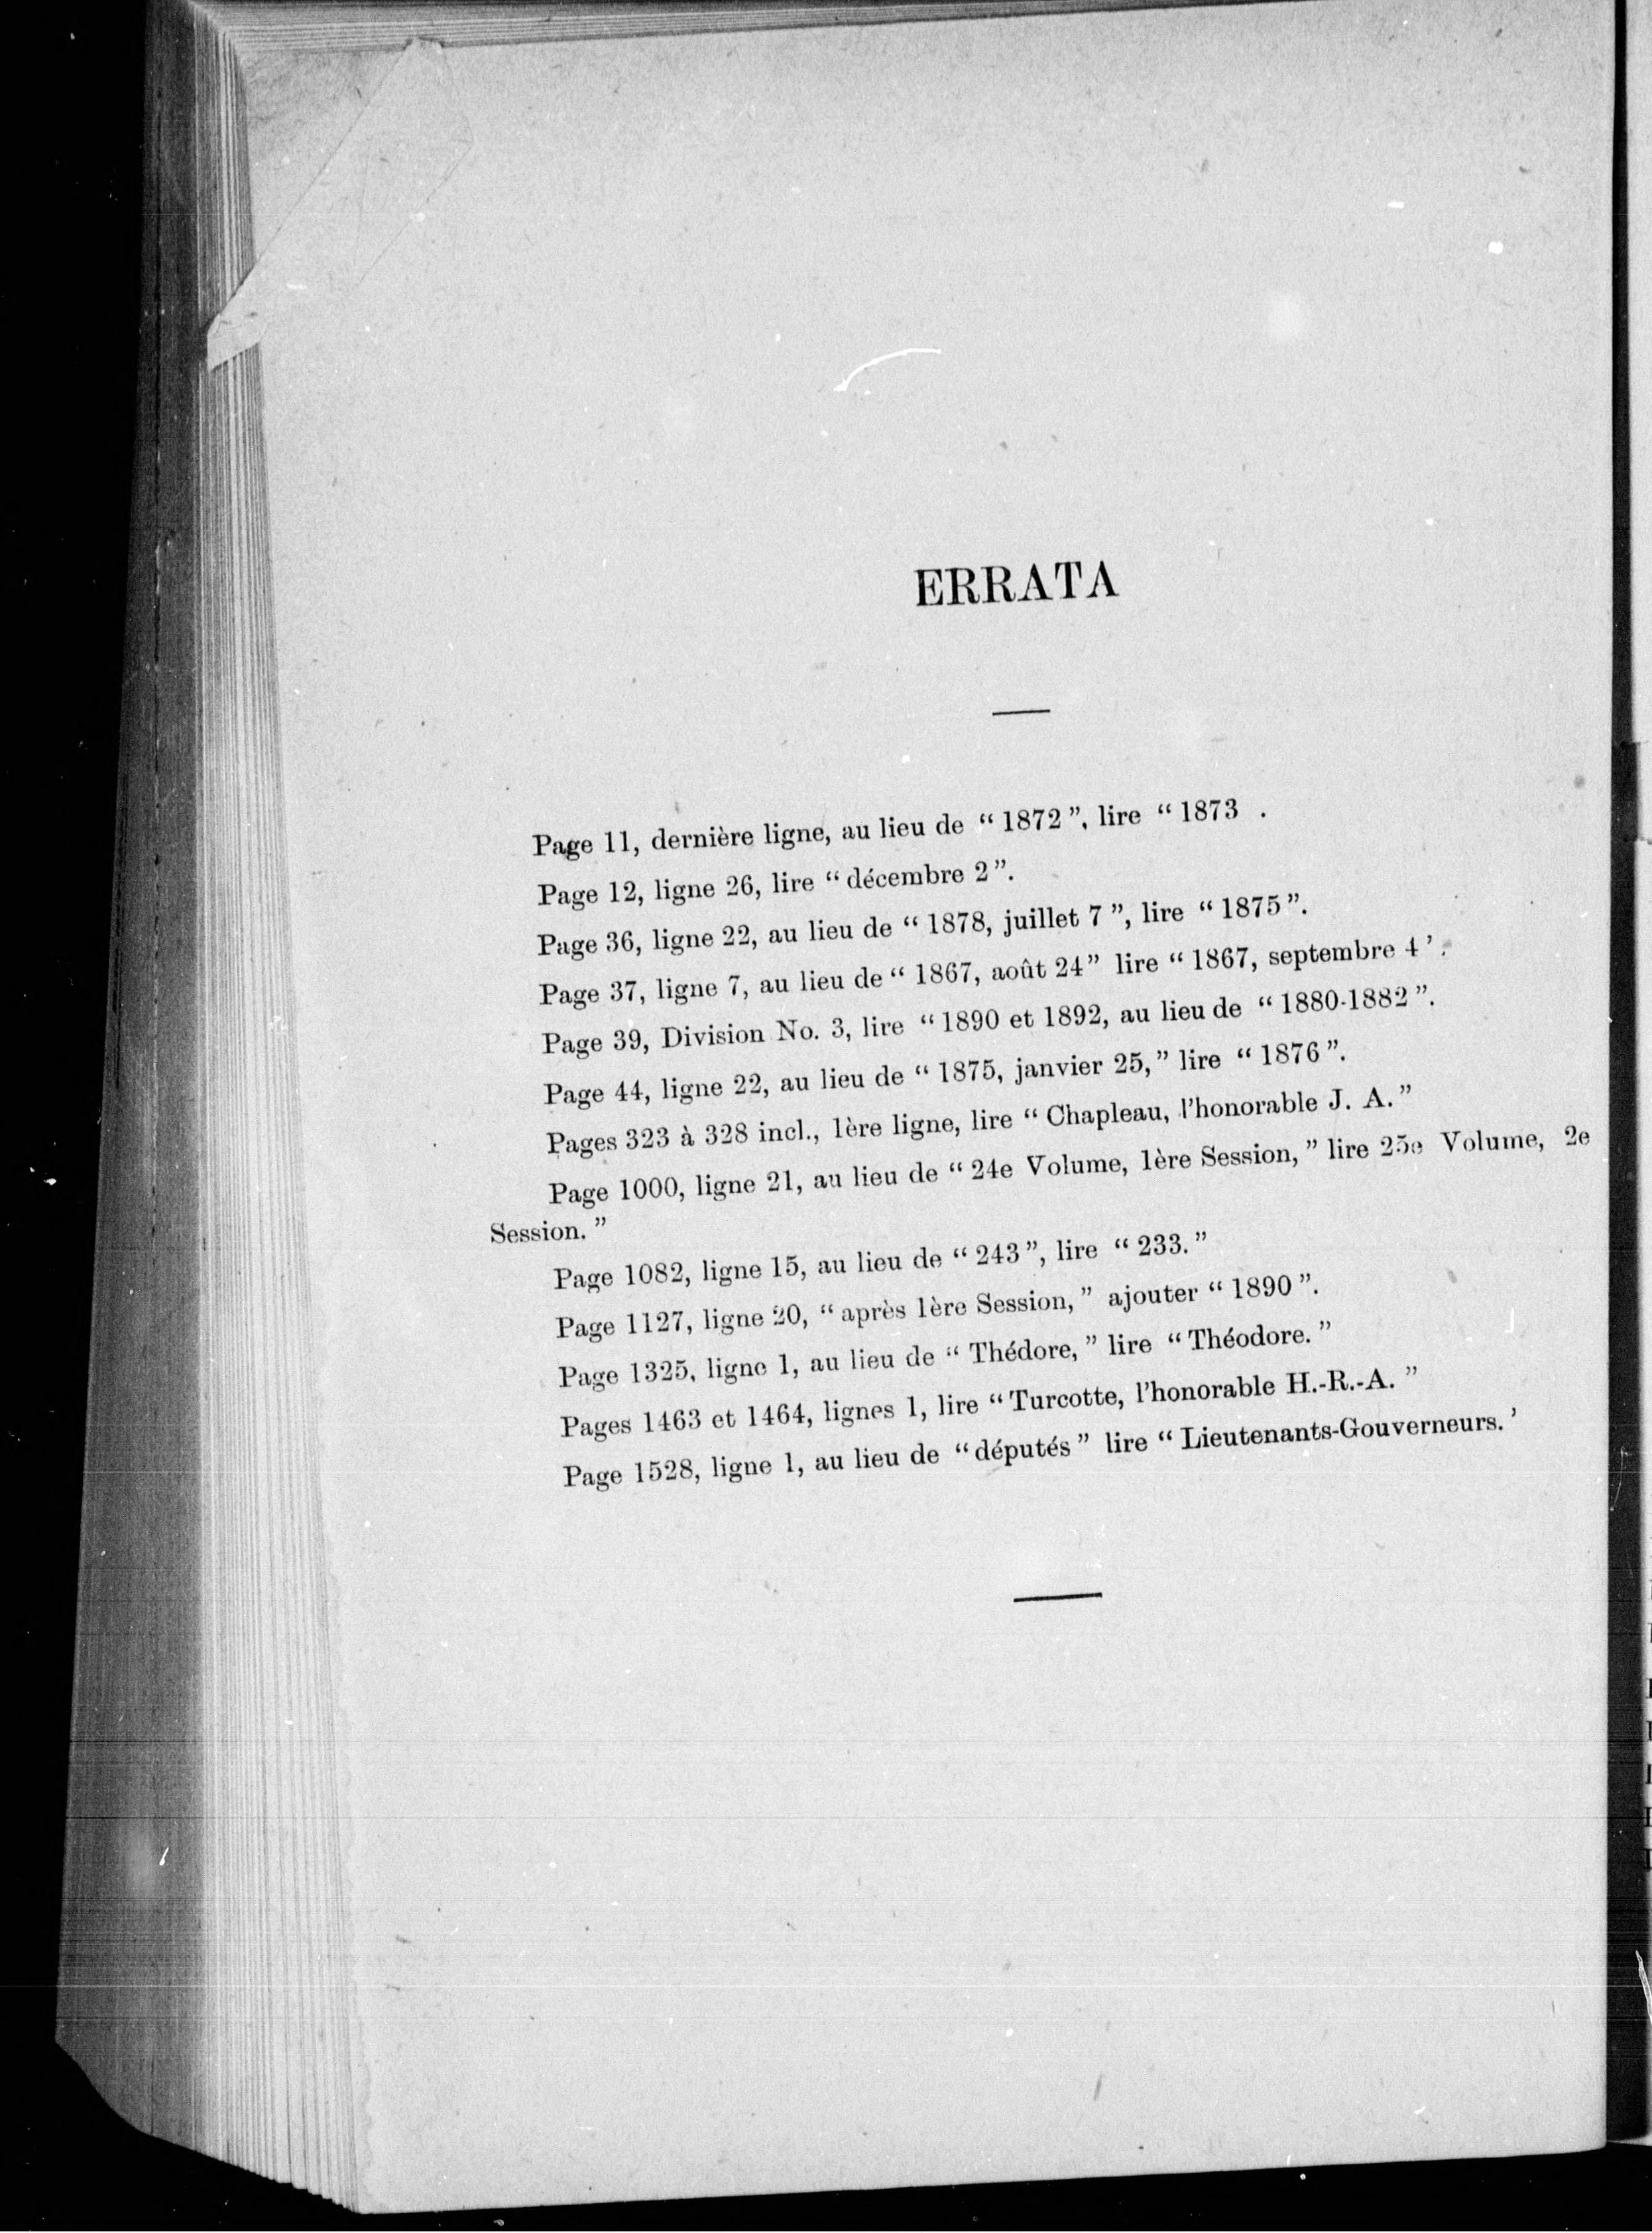 ERRATA
Page 11, dernière ligne, au lieu de “ 1872 ”, lire “ 1873 .
Page 12, ligne 26, lire “ décembre 2 ”.
Page 36, ligne 22, au lieu de “ 1878, juillet 7 ”, lire “ 1875 ”.
Page 37, ligne 7, au lieu de “ 1867, août 24 ” lire “ 1867, septembre 4 ’.
Page 39, Division No. 3, lire “ 1890 et 1892, au lieu de “ 1880-1882 ”.
Page 44, ligne 22, au lieu de “ 1875, janvier 25, ” lire “ 1876 ”.
Pages 323 à 328 incl., 1ère ligne, lire “ Chapleau, l’honorable J. A. ”
Page 1000, ligne 21, au lieu de “ 24e Volume, 1ère Session, ” lire 25e Volume, 2e
Session. ”
Page 1082, ligne 15, au lieu de “ 243 ”, lire “ 233. ”
Page 1127, ligne 20, “ après 1ère Session, ” ajouter “ 1890 ”.
Page 1325, ligne 1, au lieu de “ Thédore, ” lire “ Théodore. ”
Pages 1463 et 1464, lignes 1, lire “ Turcotte, l’honorable H.-R.-A. ”
Page 1528, ligne 1, au lieu de “ députés ” lire “ Lieutenants-Gouverneurs. ’